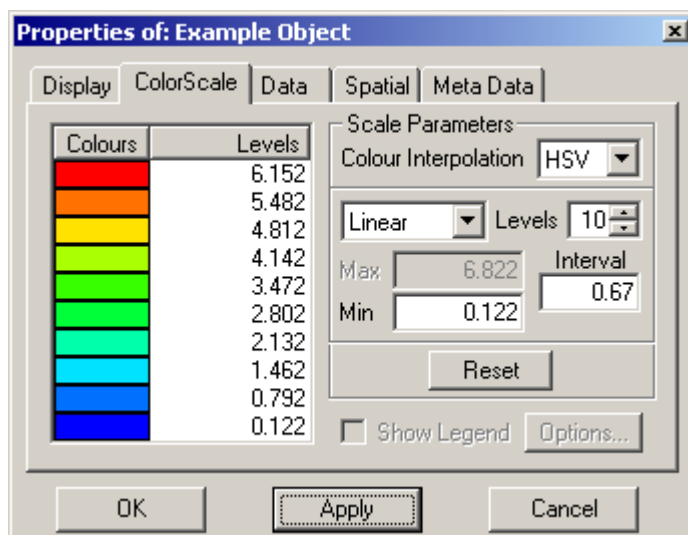 Properties of: Example Object
Display ColorScale Data Spatial Meta Data
Colours Levels
6.152
5.482
4.812
4.142
3.472
2.802
2.132
1.462
0.792
0.122
Scale Parameters
Colour Interpolation HSV
Linear Levels 10
Max 6.822
Interval
0.67
Min 0.122
Reset
Show Legend Options...
OK Apply Cancel